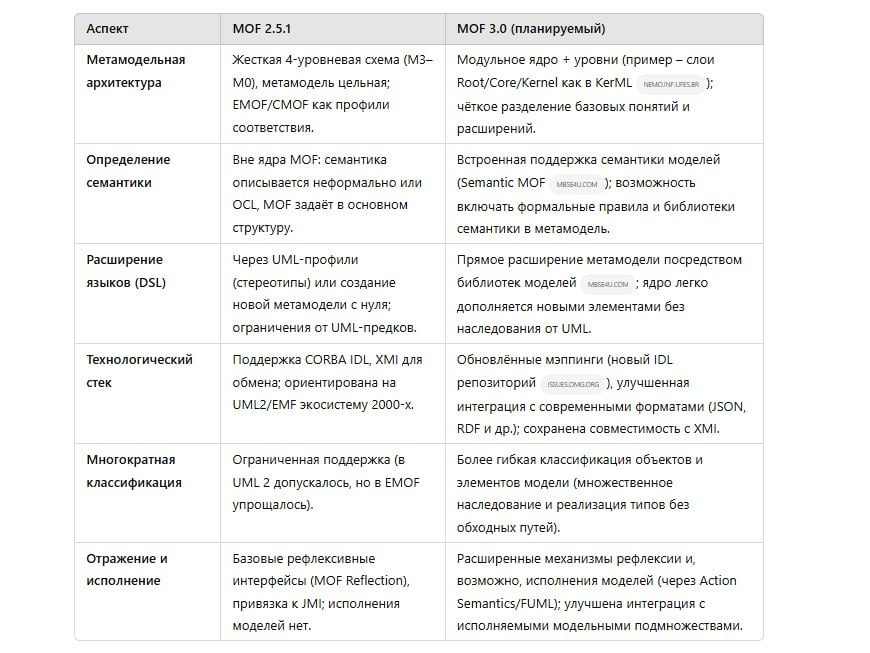 Аспект
MOF 2.5.1
MOF 3.0 (планируемый)
Метамодельная
архитектура
Жесткая 4-уровневая схема (M3–
M0), метамодель цельная;
EMOF/CMOF как профили
соответствия.
Модульное ядро + уровни (пример – слои
Root/Core/Kernel как в KerML NEMO.INF.UFES.BR );
чёткое разделение базовых понятий и
расширений.
Определение
семантики
Вне ядра MOF: семантика
описывается неформально или
OCL, MOF задаёт в основном
структуру.
Встроенная поддержка семантики моделей
(Semantic MOF MBSE4U.COM ); возможность
включать формальные правила и библиотеки
семантики в метамодель.
Расширение
языков (DSL)
Через UML-профили
(стереотипы) или создание
новой метамодели с нуля;
ограничения от UML-предков.
Прямое расширение метамодели посредством
библиотек моделей MBSE4U.COM ; ядро легко
дополняется новыми элементами без
наследования от UML.
Технологический
стек
Поддержка CORBA IDL, XMI для
обмена; ориентирована на
UML2/EMF экосистему 2000-х.
Обновлённые мэппинги (новый IDL
репозиторий ISSUES.OMG.ORG ), улучшенная
интеграция с современными форматами (JSON,
RDF и др.); сохранена совместимость с XMI.
Многократная
классификация
Ограниченная поддержка (в
UML 2 допускалось, но в EMOF
упрощалось).
Более гибкая классификация объектов и
элементов модели (множественное
наследование и реализация типов без
обходных путей).
Отражение и
исполнение
Базовые рефлексивные
интерфейсы (MOF Reflection),
привязка к JMI; исполнения
моделей нет.
Расширенные механизмы рефлексии и,
возможно, исполнения моделей (через Action
Semantics/FUML); улучшена интеграция с
исполняемыми модельными подмножествами.